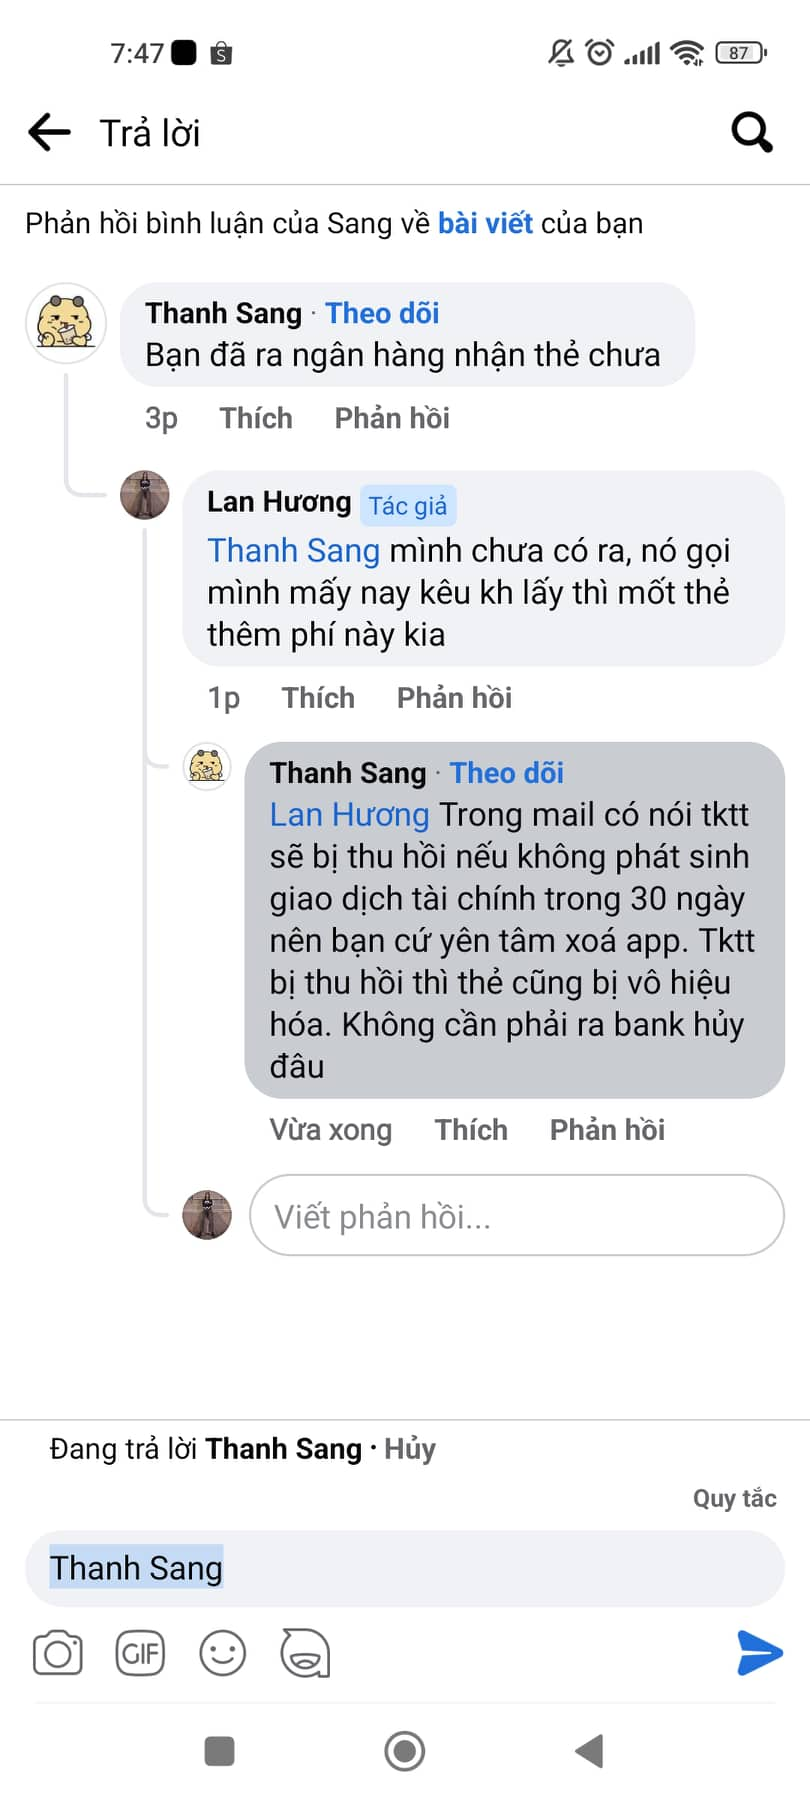 7:47
87
Trả lời
Phản hồi bình luận của Sang về bài viết của bạn
Thanh Sang · Theo dõi
Bạn đã ra ngân hàng nhận thẻ chưa
3p Thích Phản hồi
Lan Hương Tác giả
Thanh Sang mình chưa có ra, nó gọi
mình mấy nay kêu kh lấy thì mốt thẻ
thêm phí này kia
1p Thích Phản hồi
Thanh Sang · Theo dõi
Lan Hương Trong mail có nói tktt
sẽ bị thu hồi nếu không phát sinh
giao dịch tài chính trong 30 ngày
nên bạn cứ yên tâm xoá app. Tktt
bị thu hồi thì thẻ cũng bị vô hiệu
hóa. Không cần phải ra bank hủy
đâu
Vừa xong Thích Phản hồi
Viết phản hồi...
Đang trả lời Thanh Sang · Hủy
Quy tắc
Thanh Sang
GIF